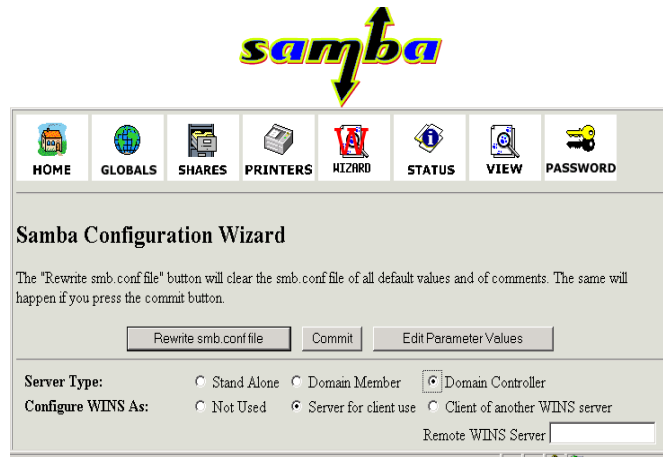 samba
HOME GLOBALS SHARES PRINTERS WIZARD STATUS VIEW PASSWORD
Samba Configuration Wizard
The "Rewrite smb.conf file" button will clear the smb.conf file of all default values and of comments. The same will
happen if you press the commit button.
Rewrite smb.conf file Commit Edit Parameter Values
Server Type: Stand Alone Domain Member Domain Controller
Configure WINS As: Not Used Server for client use Client of another WINS server
Remote WINS Server